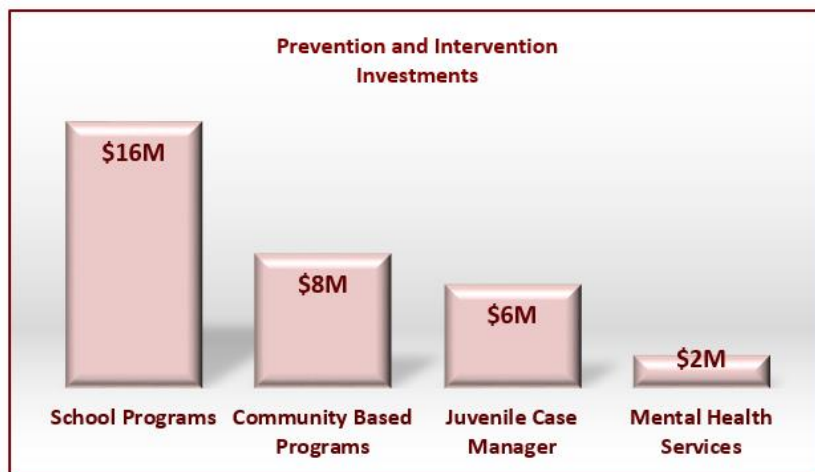 Prevention and Intervention
Investments
$16M
$8M
$6M
$2M
School Programs
Community Based
Programs
Juvenile Case
Manager
Mental Health
Services